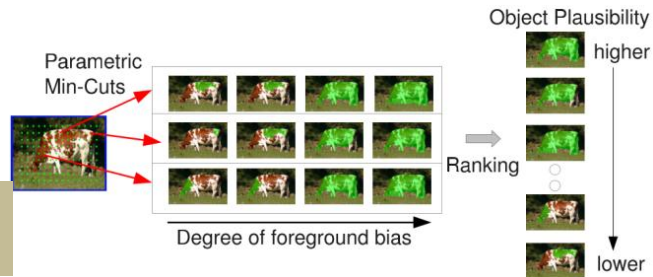 Object Plausibility
Parametric
Min-Cuts
higher
Ranking
Degree of foreground bias
lower